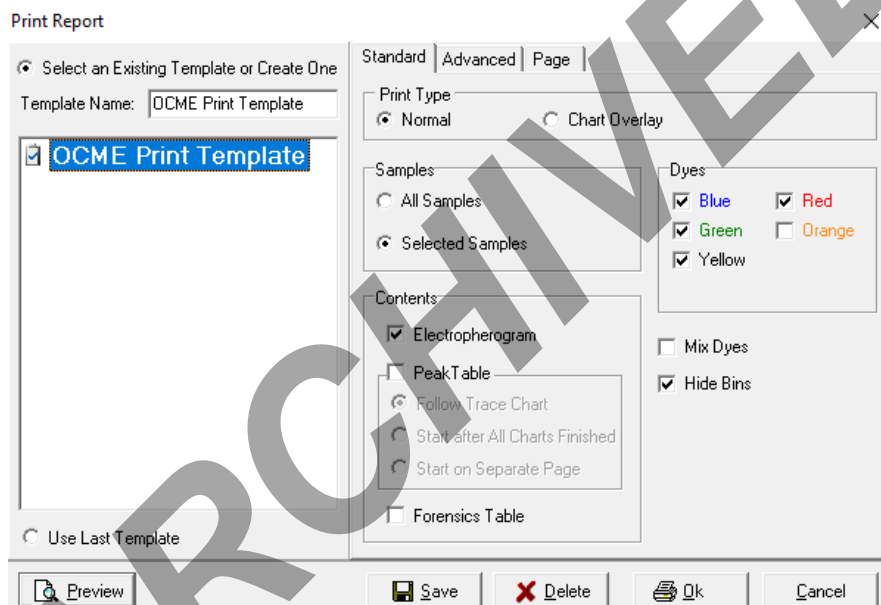 Print Report
Select an Existing Template or Create One
Template Name: OCME Print Template
OCME Print Template
Use Last Template
Standard Advanced Page
Print Type
Normal Chart Overlay
Samples
All Samples
Selected Samples
Dyes
Blue Red
Green Orange
Yellow
Contents
Electropherogram
PeakTable
Follow Trace Chart
Start after All Charts Finished
Start on Separate Page
Forensics Table
Mix Dyes
Hide Bins
Preview Save Delete Ok Cancel
ARCHIVED